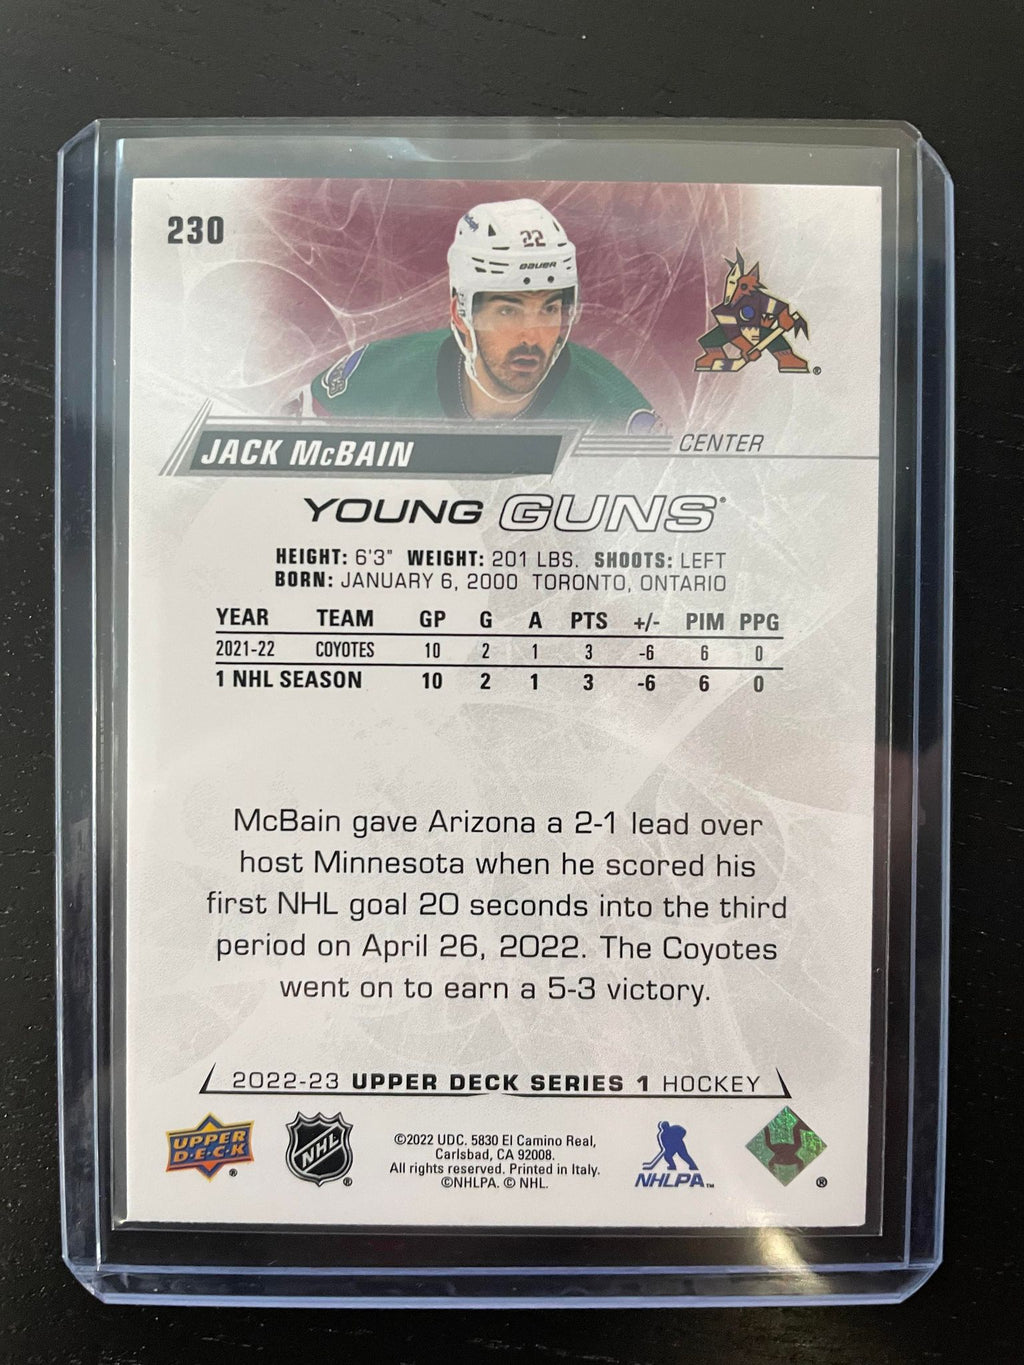 230
22
BAUER
JACK McBAIN
CENTER
YOUNG GUNS®
HEIGHT: 6'3" WEIGHT: 201 LBS. SHOOTS: LEFT
BORN: JANUARY 6, 2000 TORONTO, ONTARIO
YEAR TEAM GP G A PTS +/- PIM PPG
2021-22 COYOTES 10 2 1 3 -6 6 0
1 NHL SEASON 10 2 1 3 -6 6 0
McBain gave Arizona a 2-1 lead over
host Minnesota when he scored his
first NHL goal 20 seconds into the third
period on April 26, 2022. The Coyotes
went on to earn a 5-3 victory.
2022-23 UPPER DECK SERIES 1 HOCKEY
UPPER
D·E·C·K
®
NHL
®
©2022 UDC. 5830 El Camino Real,
Carlsbad, CA 92008.
All rights reserved. Printed in Italy.
©NHLPA. © NHL.
NHLPA™
®